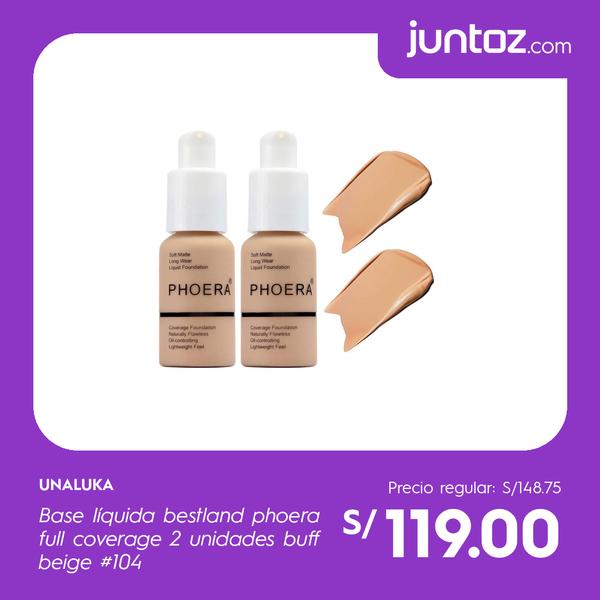 juntoz.com
Soft Matte
Long Wear
Liquid Foundation
PHOERA®
Coverage Foundation
Naturally Flawless
Oil-controlling
Lightweight Feel
Soft Matte
Long Wear
Liquid Foundation
PHOERA®
Coverage Foundation
Naturally Flawless
Oil-controlling
Lightweight Feel
UNALUKA
Base líquida bestland phoera
full coverage 2 unidades buff
beige #104
Precio regular: S/148.75
S/119.00